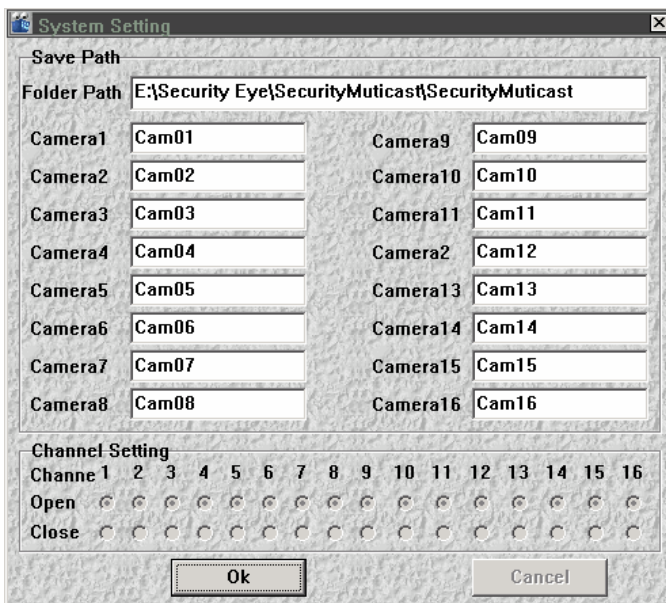 System Setting
Save Path
Folder Path E:\Security Eye\SecurityMuticast\SecurityMuticast
Camera1 Cam01
Camera2 Cam02
Camera3 Cam03
Camera4 Cam04
Camera5 Cam05
Camera6 Cam06
Camera7 Cam07
Camera8 Cam08
Camera9 Cam09
Camera10 Cam10
Camera11 Cam11
Camera2 Cam12
Camera13 Cam13
Camera14 Cam14
Camera15 Cam15
Camera16 Cam16
Channel Setting
Channe 1 2 3 4 5 6 7 8 9 10 11 12 13 14 15 16
Open
Close
Ok Cancel